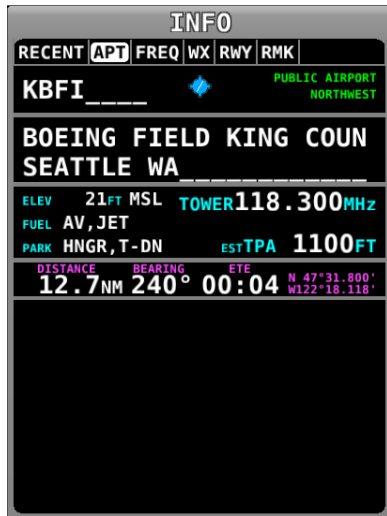 INFO
RECENT APT FREQ WX RWY RMK
KBFI____ PUBLIC AIRPORT
NORTHWEST
BOEING FIELD KING COUN
SEATTLE WA____________
ELEV 21FT MSL TOWER118.300MHz
FUEL AV,JET
PARK HNGR,T-DN ESTTPA 1100FT
DISTANCE BEARING ETE
12.7NM 240° 00:04 N 47°31.800'
W122°18.118'